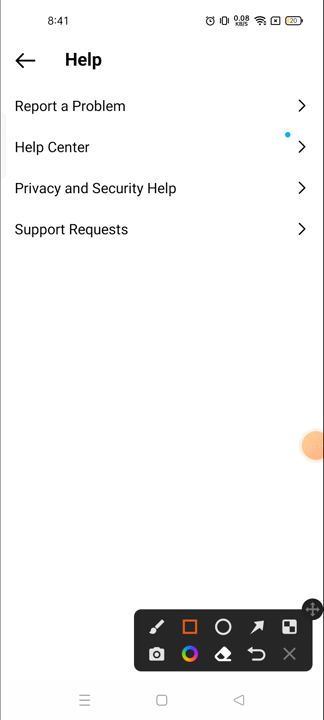 8:41
0.08
KB/S
20
Help
Report a Problem
Help Center
Privacy and Security Help
Support Requests